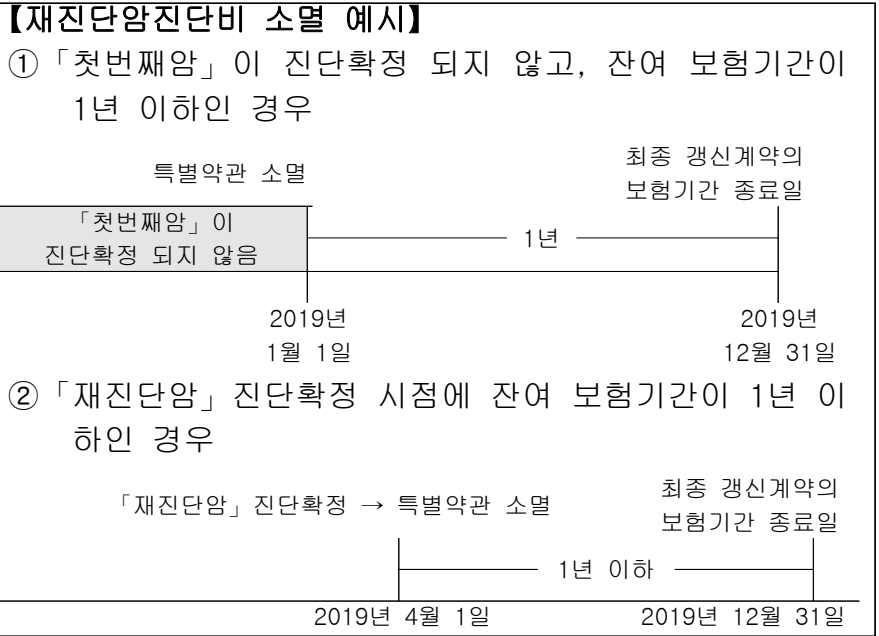 【재진단암진단비 소멸 예시】
①「첫번째암」이 진단확정 되지 않고, 잔여 보험기간이
1년 이하인 경우
특별약관 소멸
최종 갱신계약의
보험기간 종료일
「첫번째암」이
진단확정 되지 않음
1년
2019년
1월 1일
2019년
12월 31일
②「재진단암」진단확정 시점에 잔여 보험기간이 1년 이
하인 경우
「재진단암」진단확정 → 특별약관 소멸
최종 갱신계약의
보험기간 종료일
1년 이하
2019년 4월 1일
2019년 12월 31일